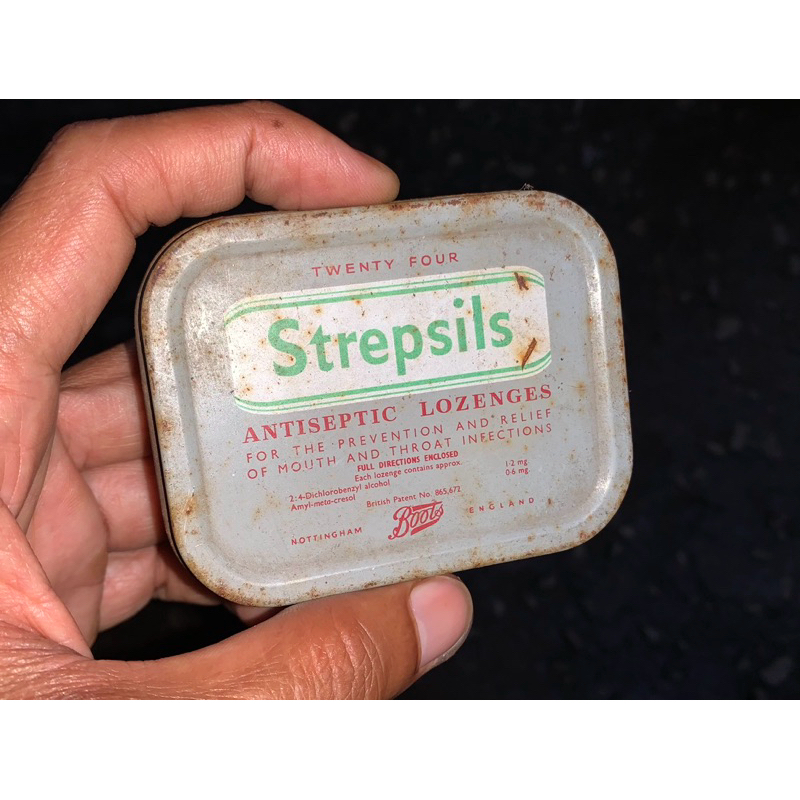 TWENTY FOUR
Strepsils
ANTISEPTIC LOZENGES
FOR THE PREVENTION AND RELIEF
OF MOUTH AND THROAT INFECTIONS
FULL DIRECTIONS ENCLOSED
Each lozenge contains approx.
2:4-Dichlorobenzyl alcohol 1·2 mg
Amyl-meta-cresol 0·6 mg
British Patent No. 865,672
NOTTINGHAM Boots ENGLAND